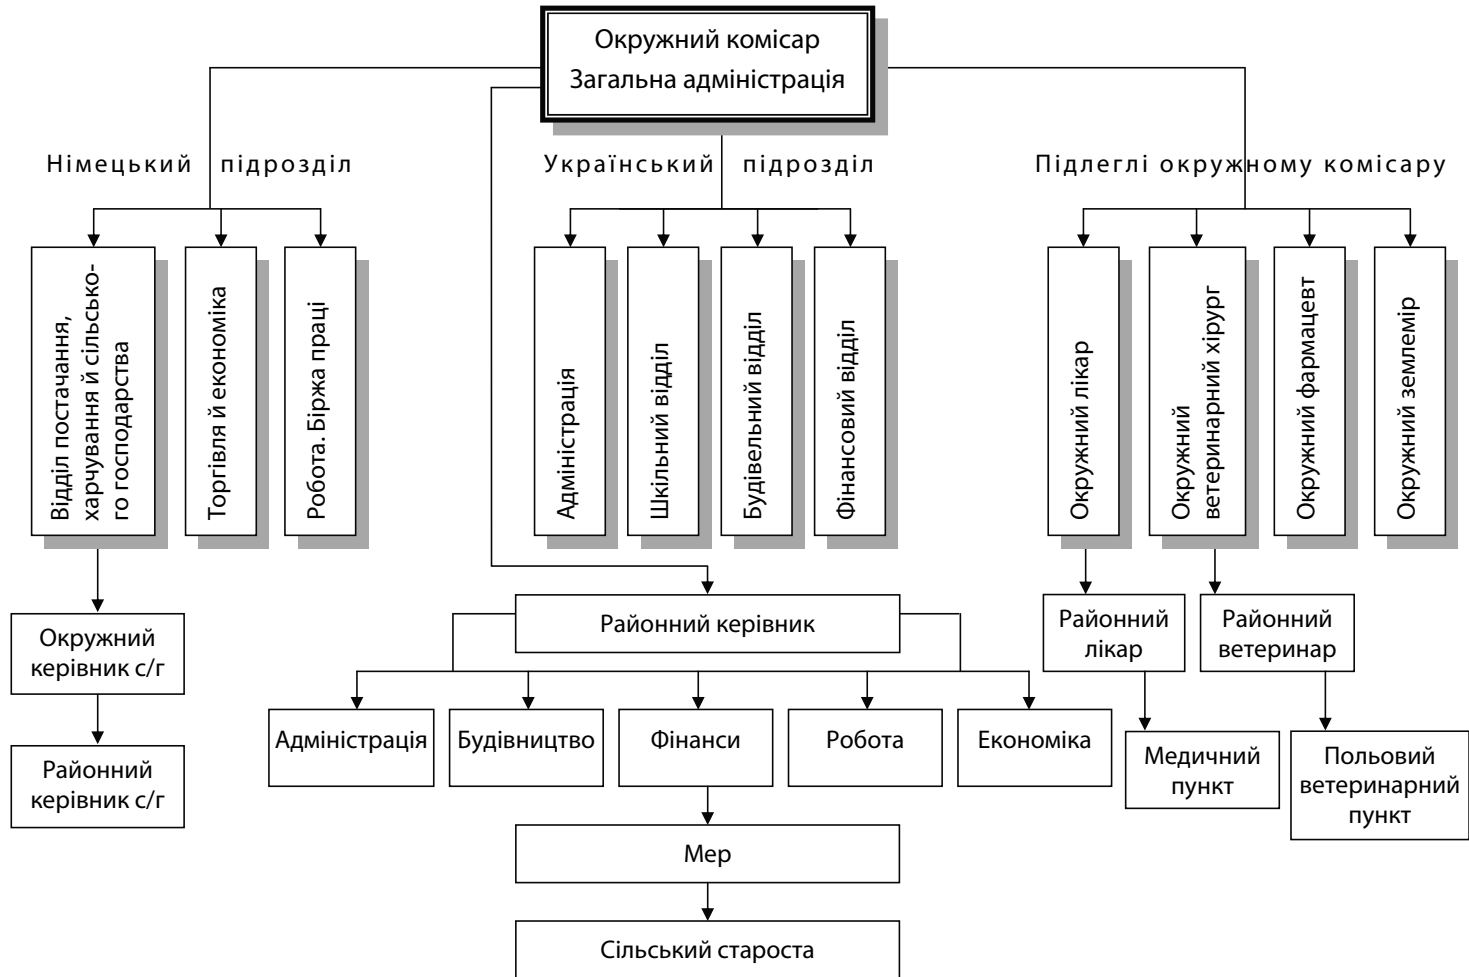 Окружний комісар
Загальна адміністрація
Німецький підрозділ
Український підрозділ
Підлеглі окружному комісару
Відділ постачання,
харчування й сільсько-
го господарства
Торгівля й економіка
Робота. Біржа праці
Адміністрація
Шкільний відділ
Будівельний відділ
Фінансовий відділ
Окружний лікар
Окружний
ветеринарний хірург
Окружний фармацевт
Окружний землемір
Окружний
керівник с/г
Районний керівник
Районний
лікар
Районний
ветеринар
Районний
керівник с/г
Адміністрація
Будівництво
Фінанси
Робота
Економіка
Медичний
пункт
Польовий
ветеринарний
пункт
Мер
Сільський староста